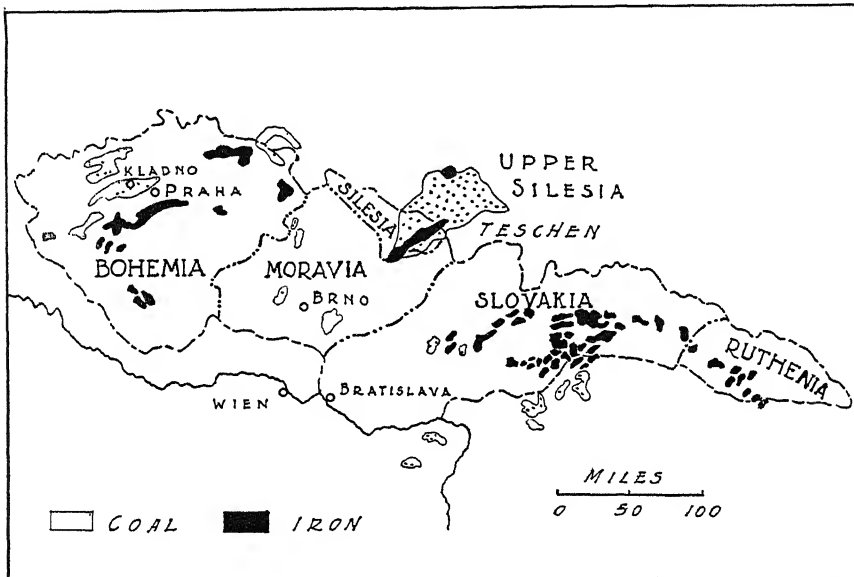 KLADNO
PRAHA
UPPER
SILESIA
SILESIA
TESCHEN
BOHEMIA
MORAVIA
BRNO
SLOVAKIA
RUTHENIA
WIEN
BRATISLAVA
MILES
0 50 100
COAL IRON